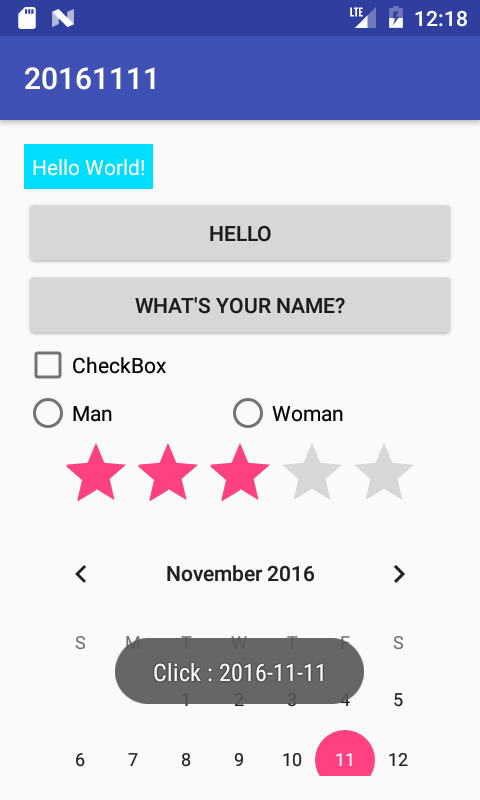 LTE 12:18
20161111
Hello World!
HELLO
WHAT'S YOUR NAME?
CheckBox
Man Woman
November 2016
S M T W T F S
Click : 2016-11-11
1 2 3 4 5
6 7 8 9 10 11 12